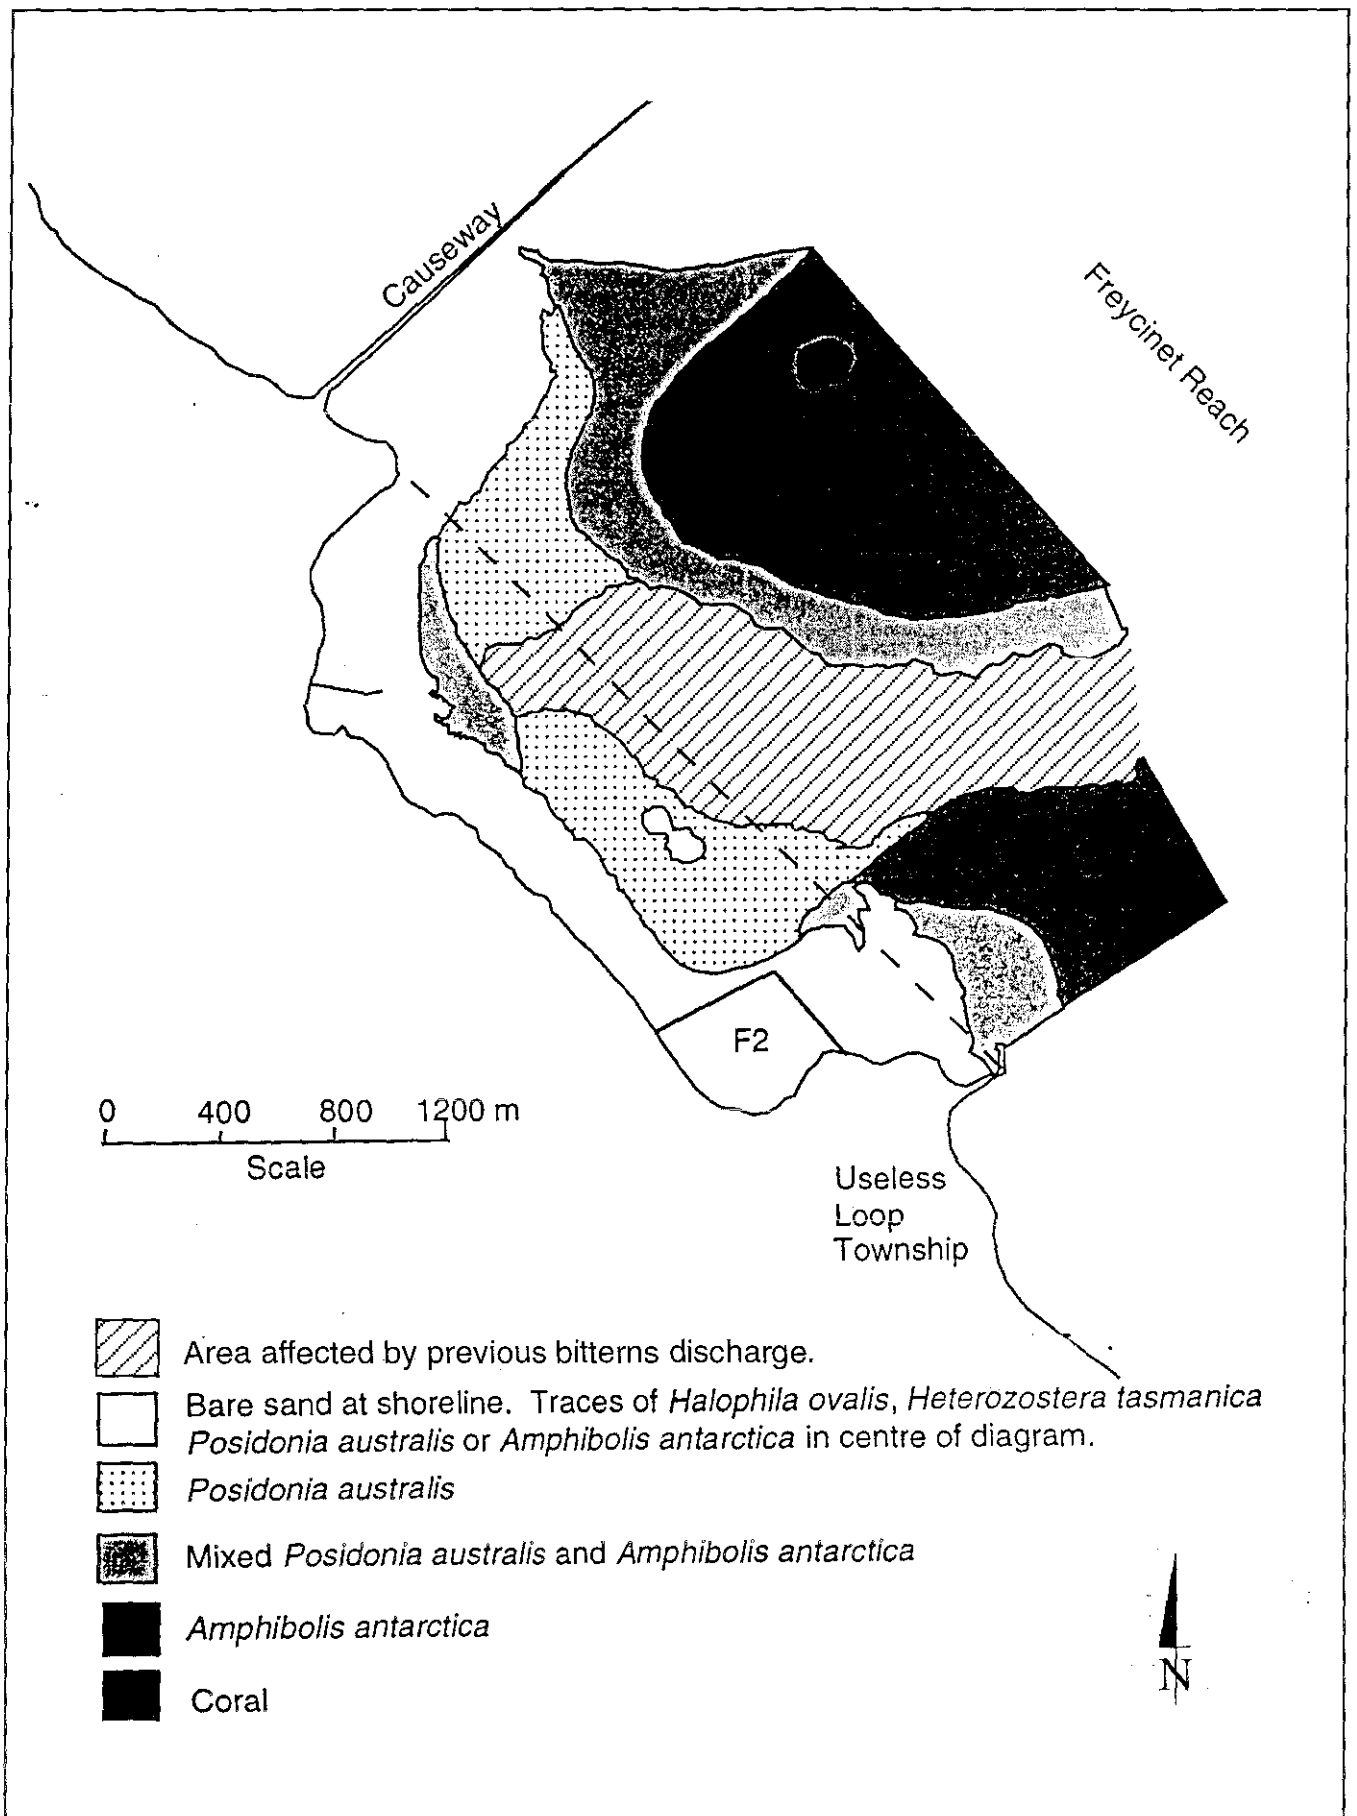 Causeway
Freycinet Reach
F2
0 400 800 1200 m
Scale
Useless
Loop
Township
Area affected by previous bitterns discharge.
Bare sand at shoreline. Traces of Halophila ovalis, Heterozostera tasmanica
Posidonia australis or Amphibolis antarctica in centre of diagram.
Posidonia australis
Mixed Posidonia australis and Amphibolis antarctica
Amphibolis antarctica
Coral
N